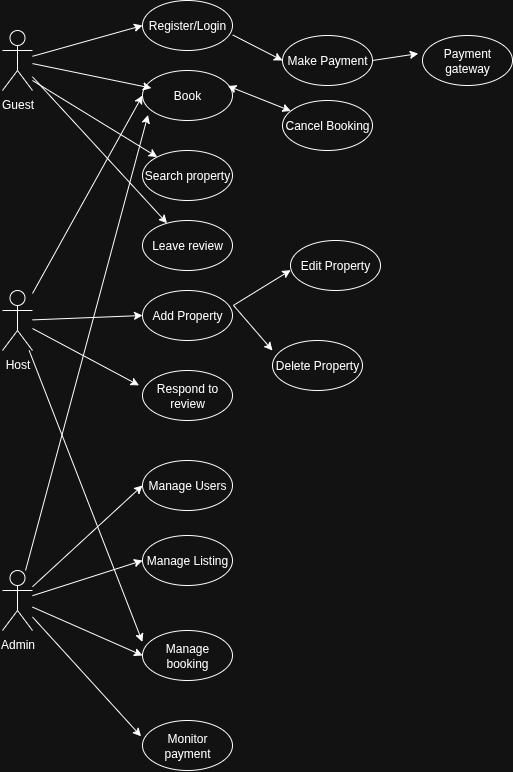 Register/Login
Make Payment
Payment
gateway
Guest
Book
Cancel Booking
Search property
Leave review
Edit Property
Host
Add Property
Delete Property
Respond to
review
Manage Users
Manage Listing
Admin
Manage
booking
Monitor
payment